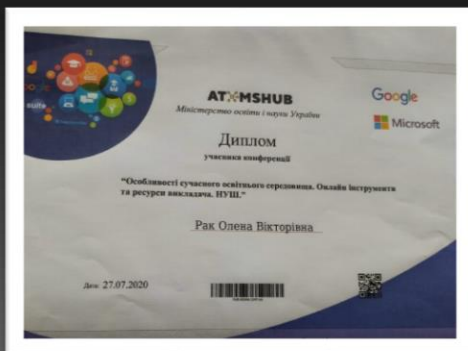 ATOMSHUB
Міністерство освіти і науки України
Google
Microsoft
Диплом
учасника конференції
"Особливості сучасного освітнього середовища. Онлайн інструменти
та ресурси викладача. НУШ."
Рак Олена Вікторівна
Дата: 27.07.2020